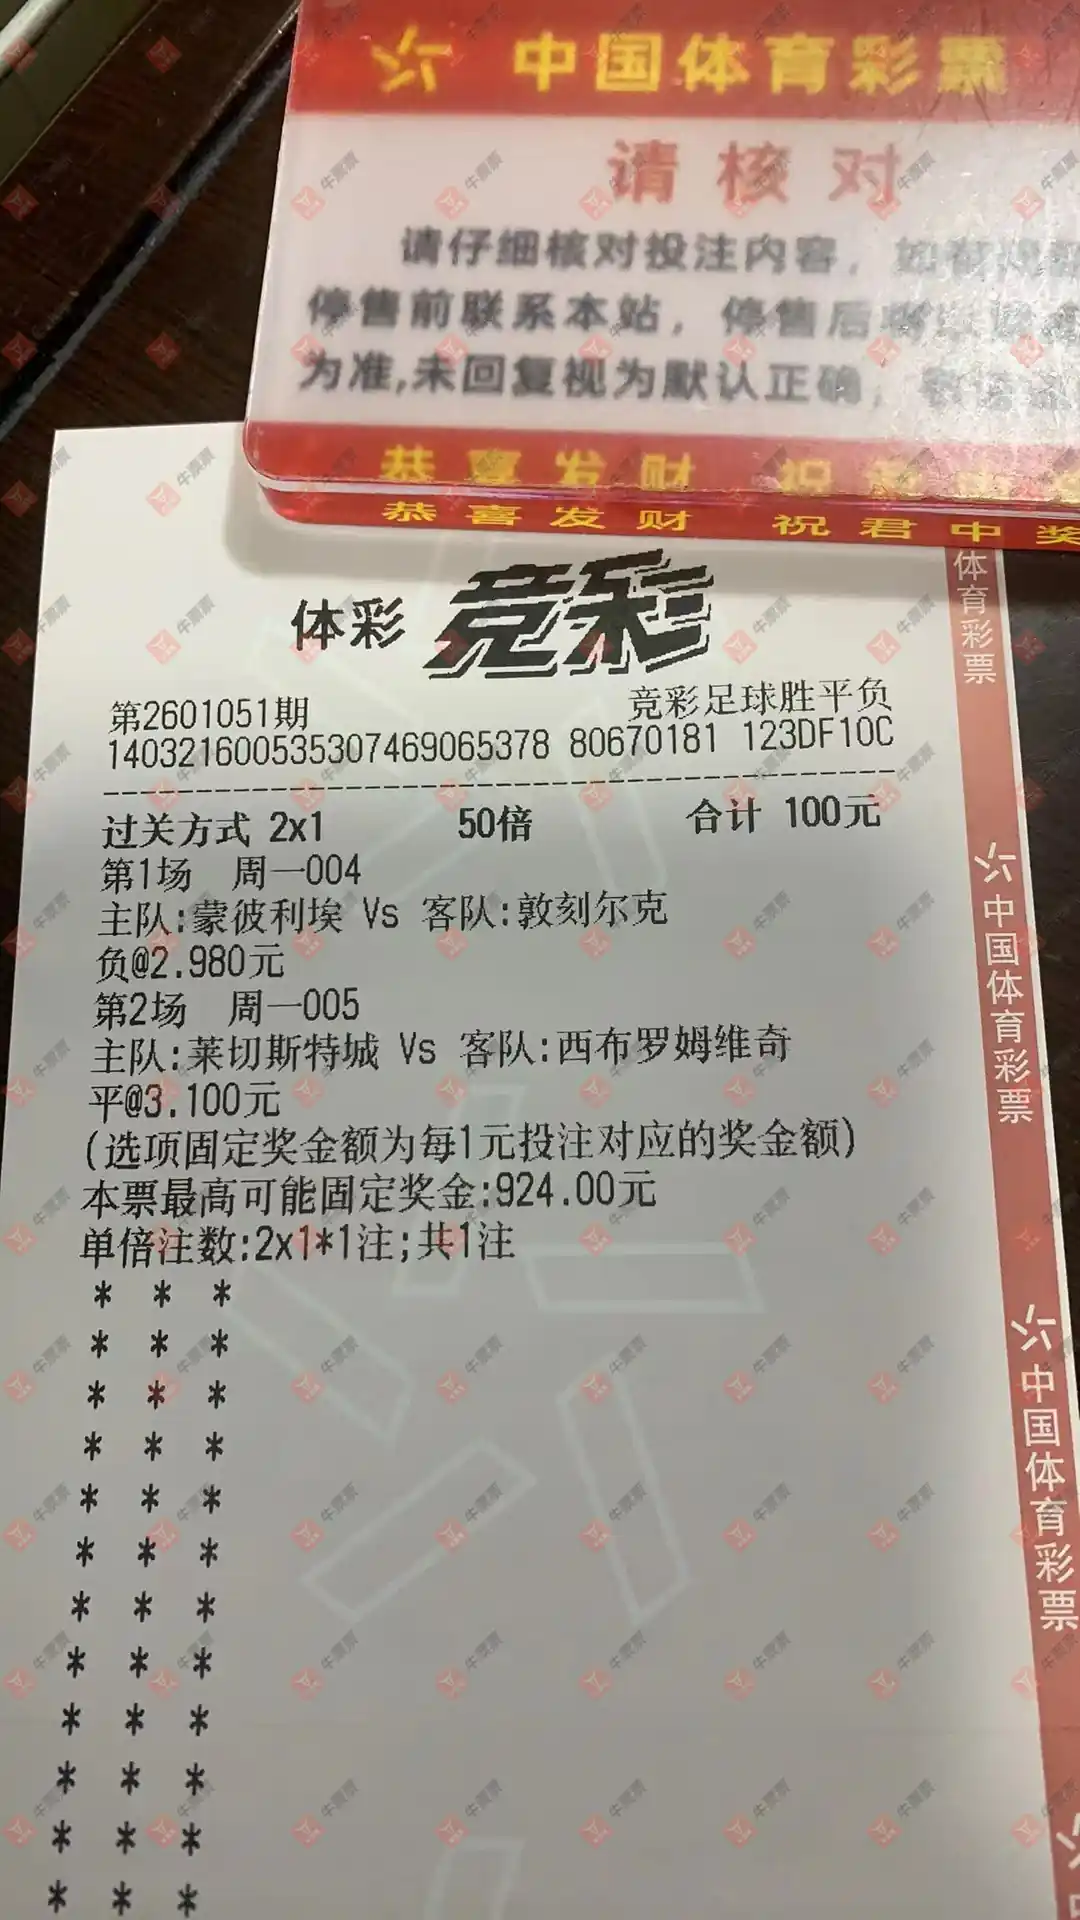 中国体育彩票
请核对
请仔细核对投注内容，如有
停售前联系本站，停售后
为准,未回复视为默认正确，
恭喜发财 祝
恭喜发财 祝君中奖
体育彩票
体彩 竞彩
第2601051期 竞彩足球胜平负
140321600535307469065378 80670181 123DF10C
过关方式 2x1 50倍 合计 100元
第1场 周一004
主队:蒙彼利埃 Vs 客队:敦刻尔克
负@2.980元
第2场 周一005
主队:莱切斯特城 Vs 客队:西布罗姆维奇
平@3.100元
(选项固定奖金额为每1元投注对应的奖金额)
本票最高可能固定奖金:924.00元
单倍注数:2x1*1注;共1注
* * *
* * *
* * *
* * *
* * *
* * *
* * *
* * *
* * *
* * *
* * *
* * *
中国体育彩票
中国体育彩票
中
牛票票